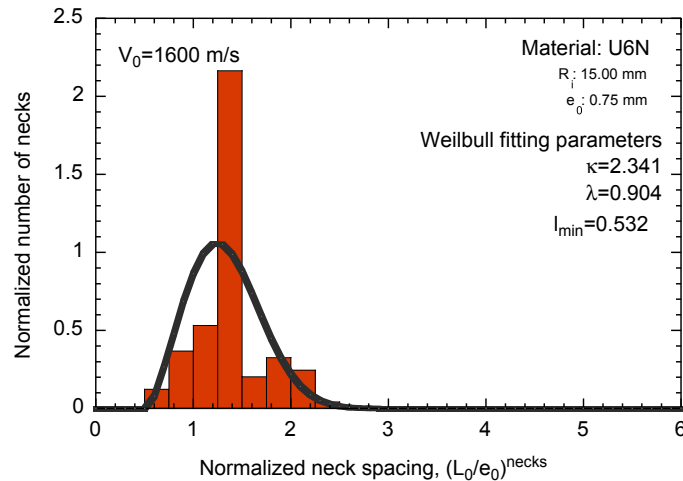 V₀=1600 m/s
Material: U6N
Rᵢ: 15.00 mm
e₀: 0.75 mm
Weilbull fitting parameters
κ=2.341
λ=0.904
lₘᵢₙ=0.532
Normalized number of necks
2.5
2
1.5
1
0.5
0
0 1 2 3 4 5 6
Normalized neck spacing, (L₀/e₀)ⁿᵉᶜᵏˢ